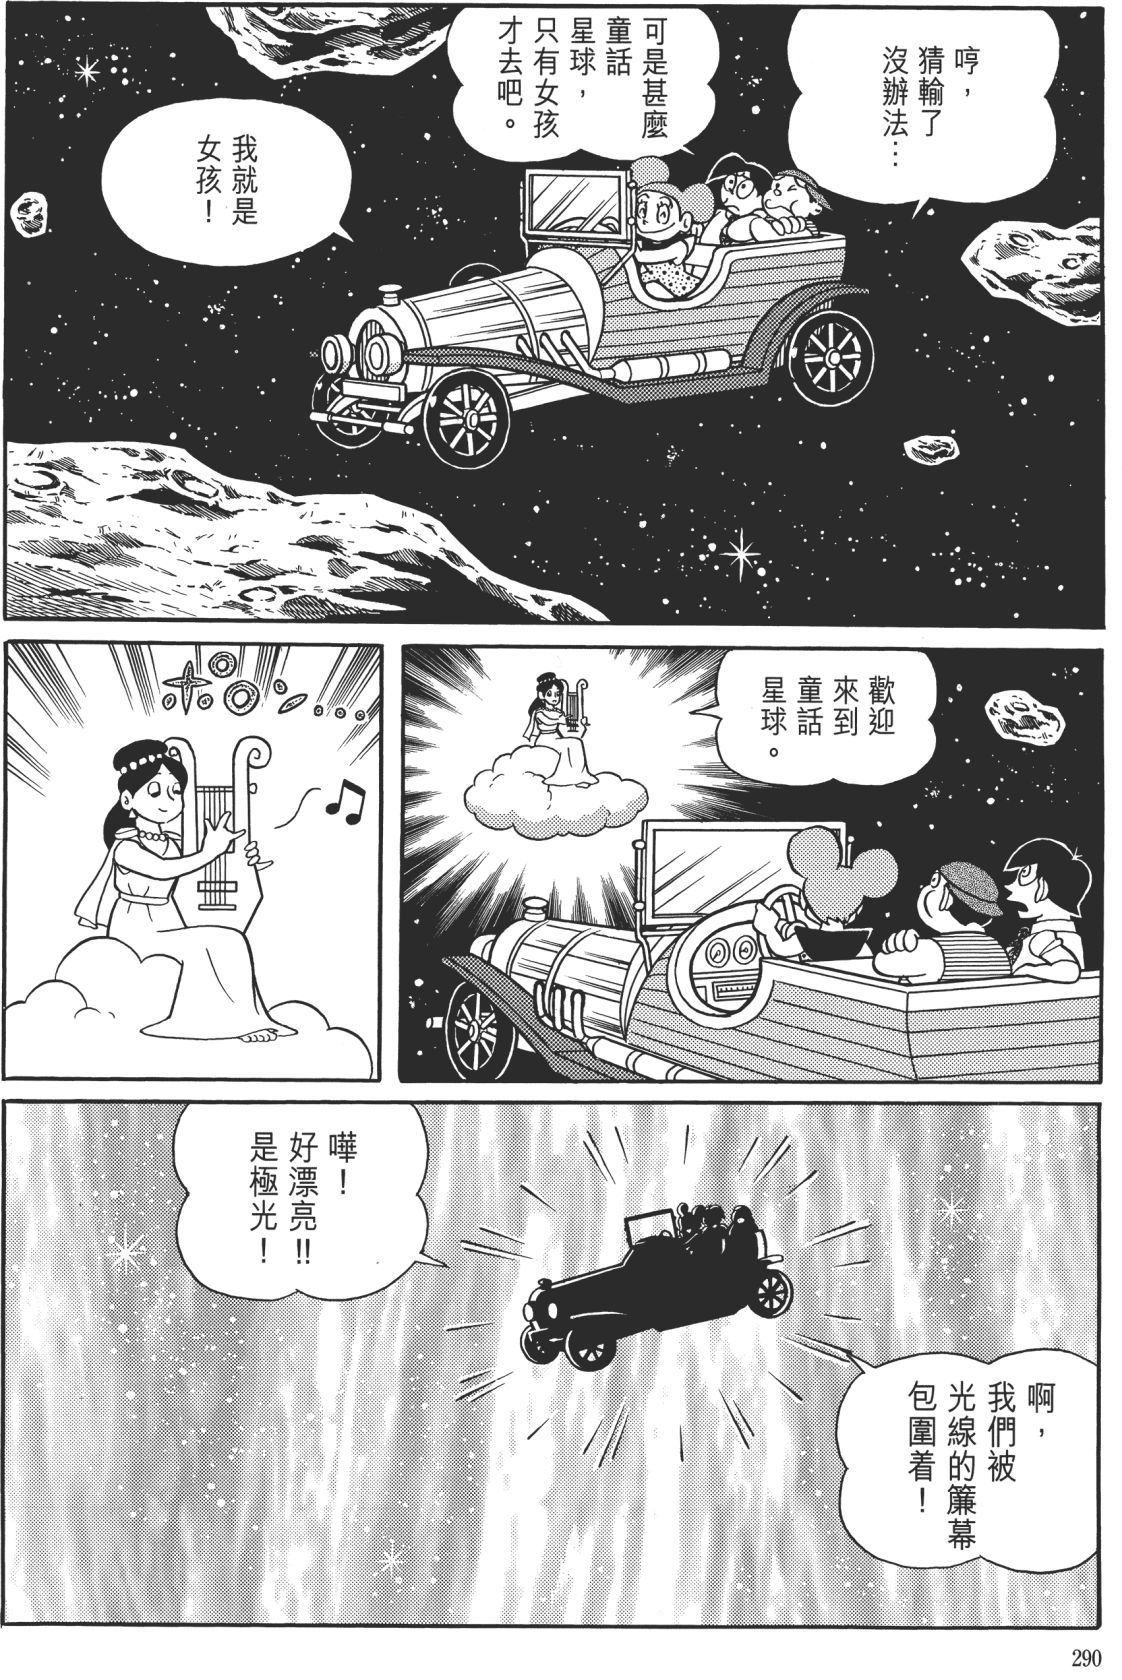 哼，
猜輸了
沒辦法…
可是甚麼
童話
星球，
只有女孩
才去吧。
我就是
女孩！
歡迎
來到
童話
星球。
嘩！
好漂亮!!
是極光！
啊，
我們被
光線的簾幕
包圍着！
290